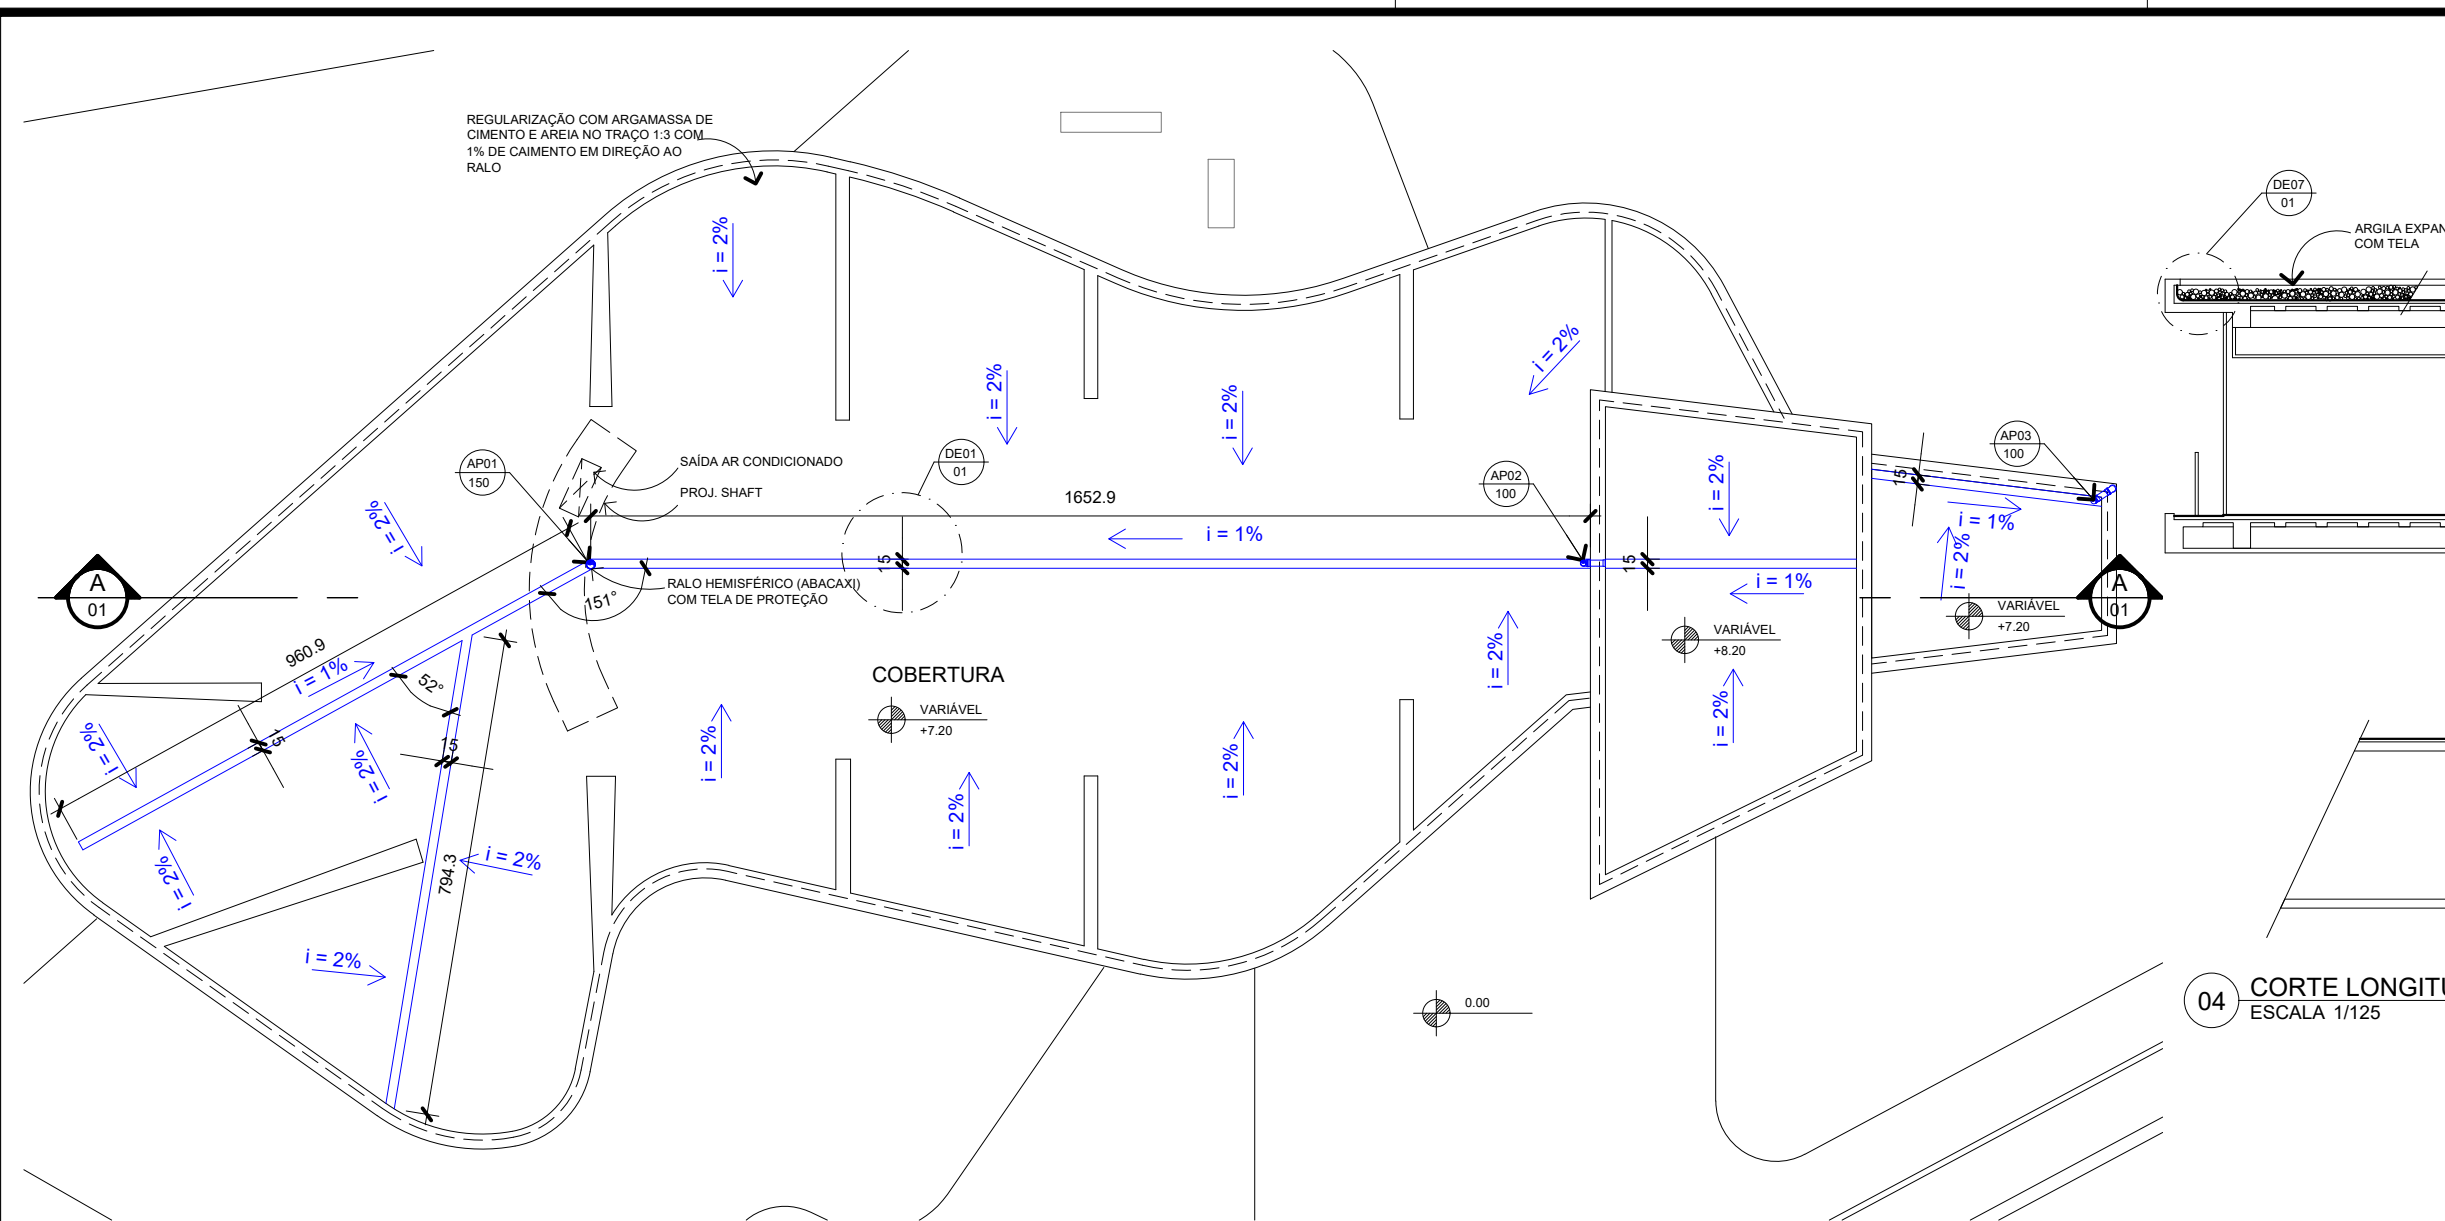 REGULARIZAÇÃO COM ARGAMASSA DE
CIMENTO E AREIA NO TRAÇO 1:3 COM
1% DE CAIMENTO EM DIREÇÃO AO
RALO
i = 2%
i = 2%
i = 2%
i = 2%
DE07
01
ARGILA EXPAN
COM TELA
AP01
150
SAÍDA AR CONDICIONADO
PROJ. SHAFT
DE01
01
1652.9
i = 1%
AP02
100
i = 2%
15
AP03
100
i = 1%
i = 2%
i = 2%
15
15
i = 1%
RALO HEMISFÉRICO (ABACAXI)
COM TELA DE PROTEÇÃO
151°
A
01
A
01
VARIÁVEL
+7.20
VARIÁVEL
+8.20
960.9
i = 1%
52°
COBERTURA
VARIÁVEL
+7.20
i = 2%
i = 2%
15
i = 2%
15
i = 2%
i = 2%
i = 2%
i = 2%
i = 2%
i = 2%
794.3
i = 2%
i = 2%
0.00
04
CORTE LONGITU
ESCALA 1/125